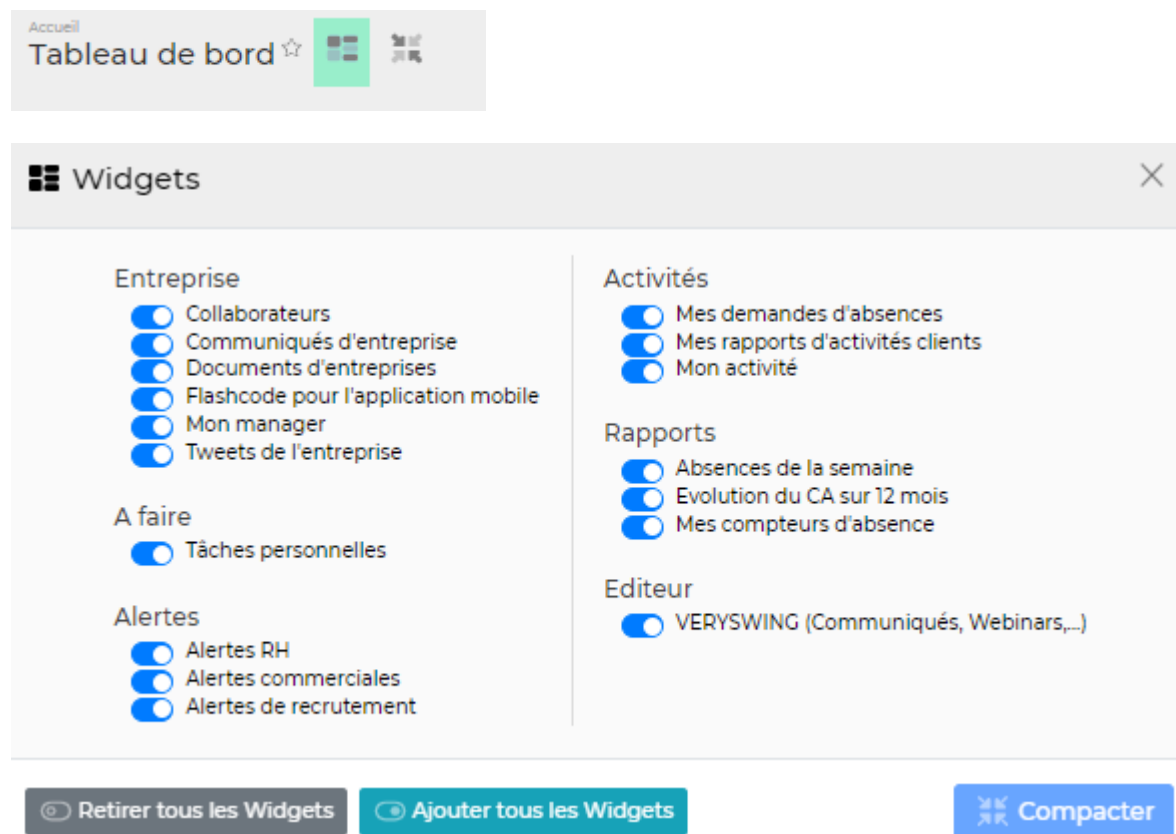 Accueil
Tableau de bord
Widgets
Entreprise
Collaborateurs
Communiqués d'entreprise
Documents d'entreprises
Flashcode pour l'application mobile
Mon manager
Tweets de l'entreprise
A faire
Tâches personnelles
Alertes
Alertes RH
Alertes commerciales
Alertes de recrutement
Activités
Mes demandes d'absences
Mes rapports d'activités clients
Mon activité
Rapports
Absences de la semaine
Evolution du CA sur 12 mois
Mes compteurs d'absence
Editeur
VERYSWING (Communiqués, Webinars,...)
Retirer tous les Widgets
Ajouter tous les Widgets
Compacter